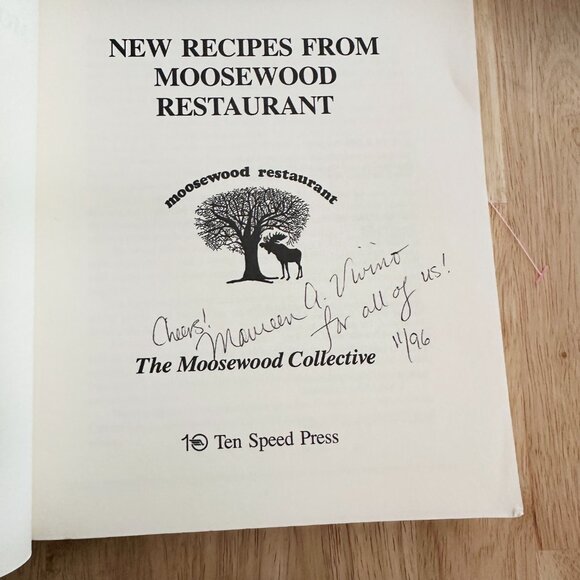 NEW RECIPES FROM
MOOSEWOOD
RESTAURANT
moosewood restaurant
Cheers!
Maureen A. Vivino
for all of us!
11/96
The Moosewood Collective
10 Ten Speed Press